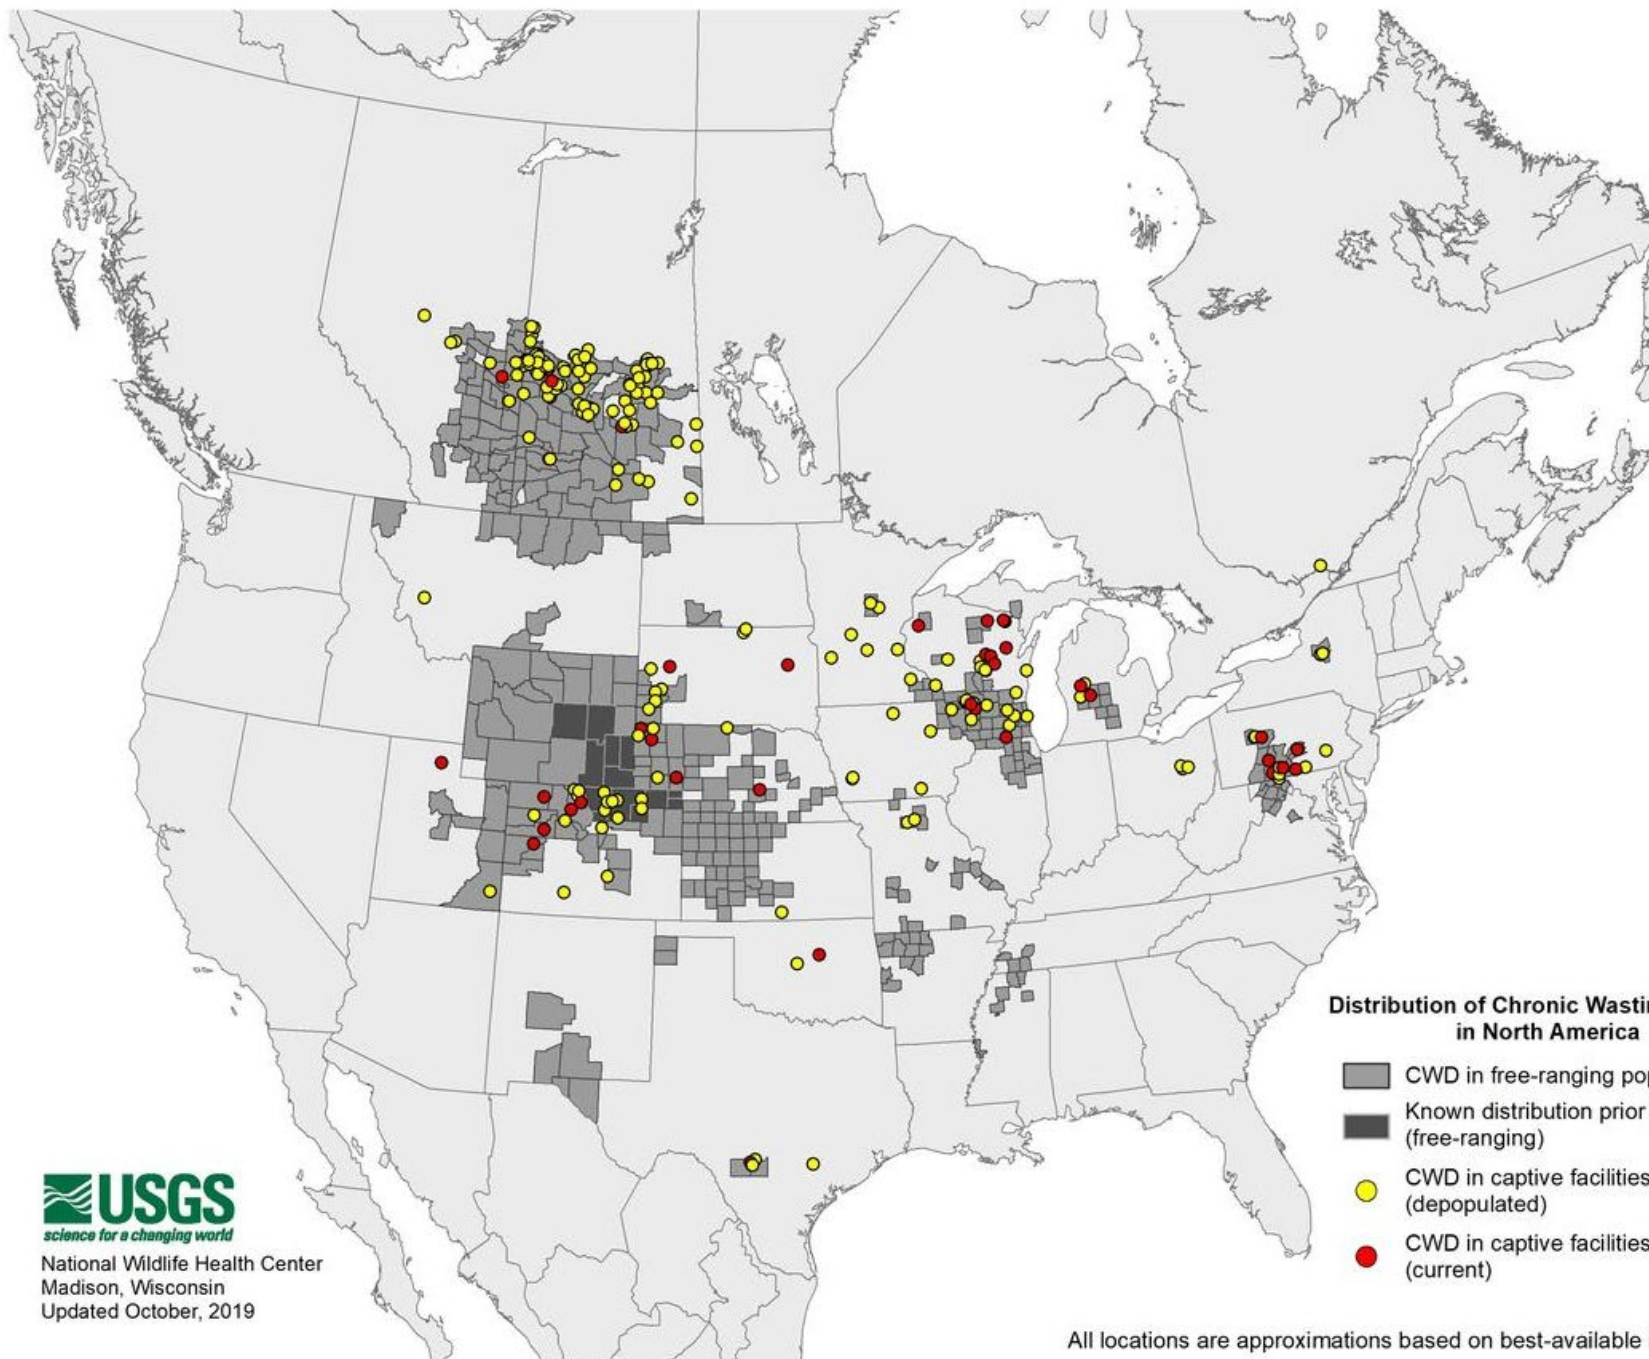 Distribution of Chronic Wasti
in North America
CWD in free-ranging po
Known distribution prior
(free-ranging)
CWD in captive facilities
(depopulated)
CWD in captive facilities
(current)
USGS
science for a changing world
National Wildlife Health Center
Madison, Wisconsin
Updated October, 2019
All locations are approximations based on best-available